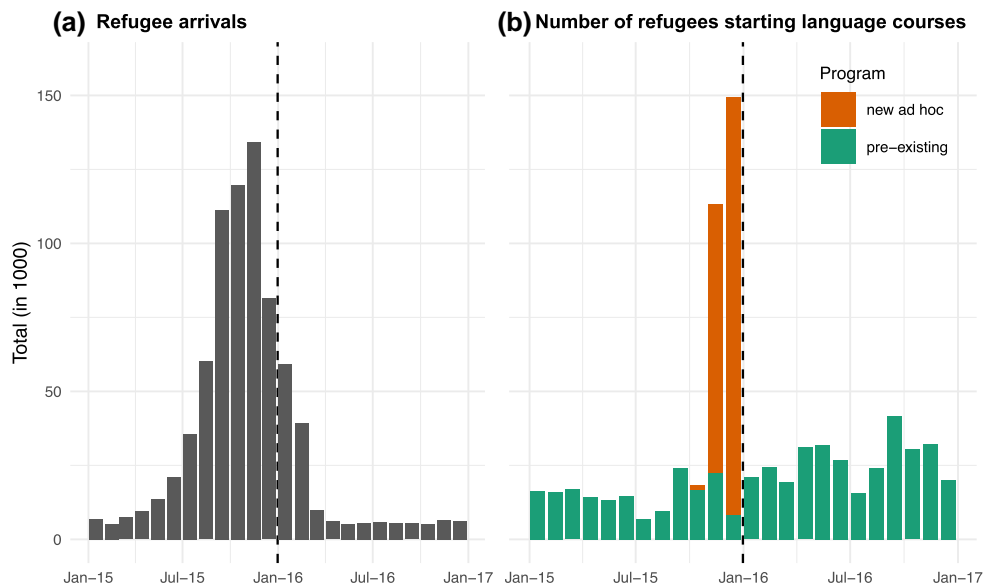 (a) Refugee arrivals
(b) Number of refugees starting language courses
Total (in 1000)
150
100
50
0
Jan−15 Jul−15 Jan−16 Jul−16 Jan−17
Program
new ad hoc
pre−existing
Jan−15 Jul−15 Jan−16 Jul−16 Jan−17